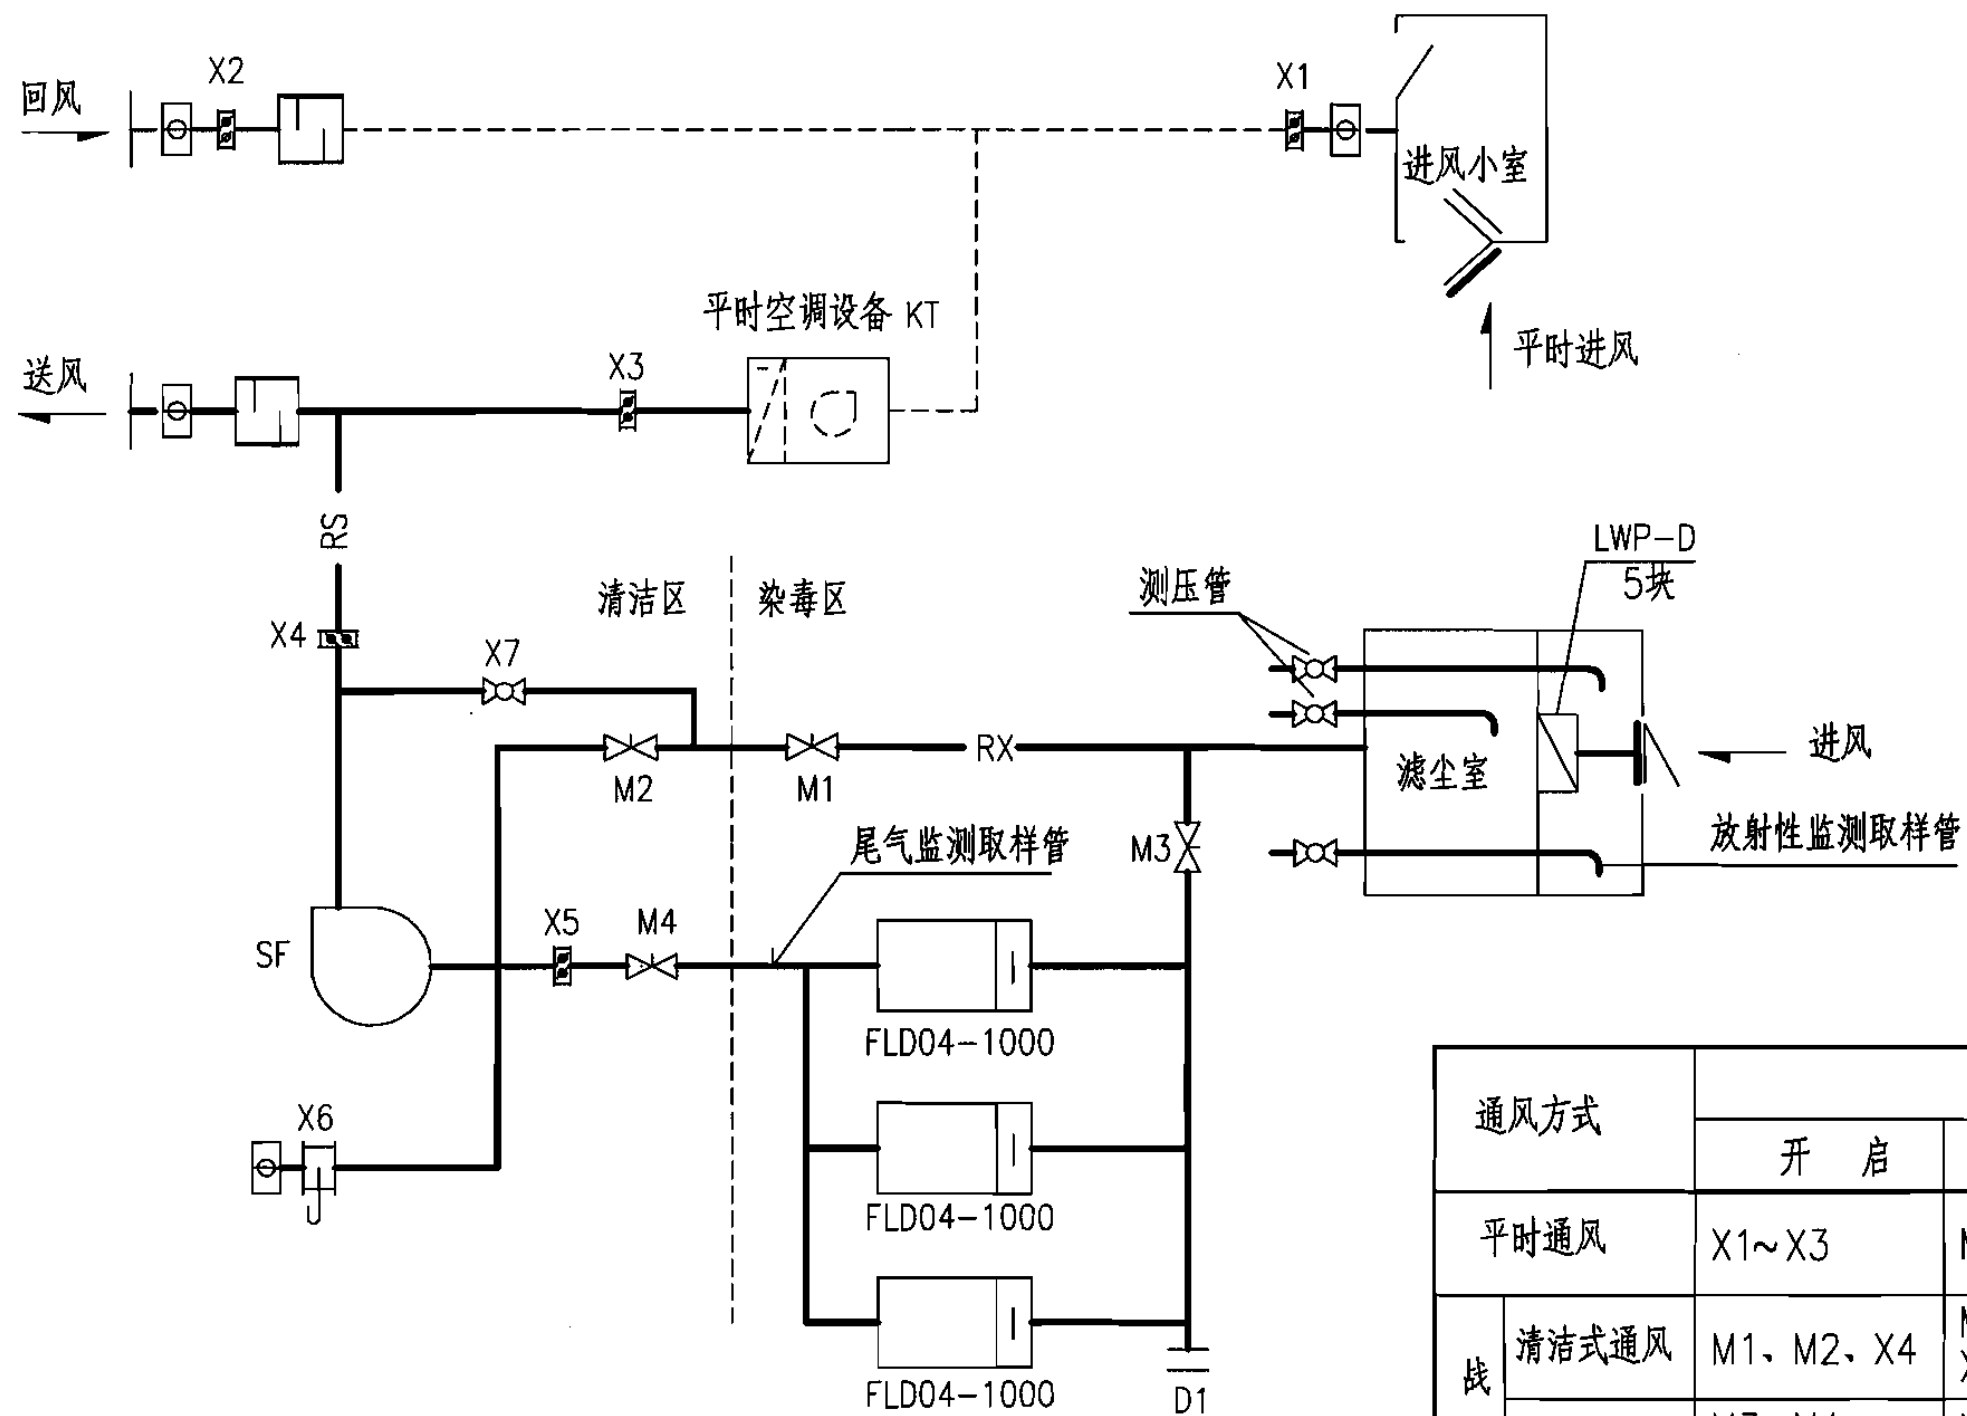 回风
X2
X1
进风小室
平时进风
平时空调设备 KT
送风
X3
RS
X4
清洁区
染毒区
X7
M2
M1
RX
测压管
LWP-D
5块
滤尘室
进风
放射性监测取样管
M3
尾气监测取样管
X5
M4
SF
FLD04-1000
X6
FLD04-1000
FLD04-1000
D1
通风方式
开 启
平时通风
X1~X3
战
清洁式通风
M1、M2、X4